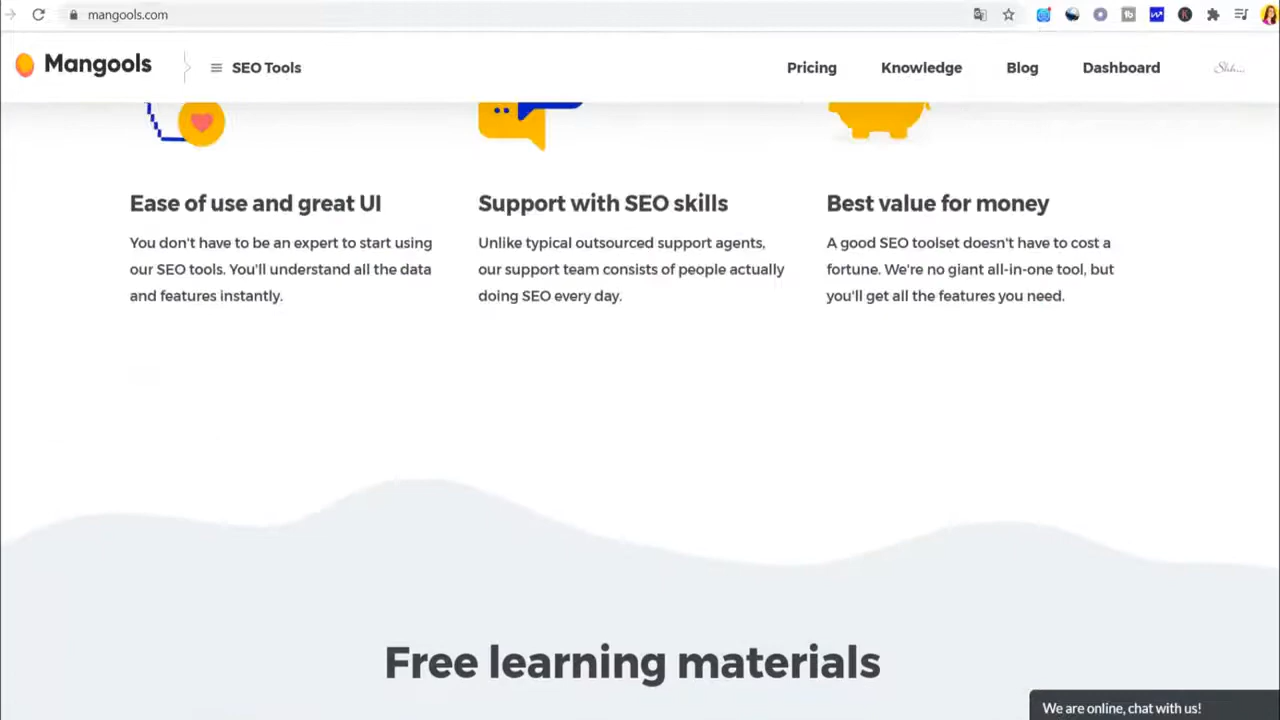 mangools.com
Mangools
SEO Tools
Pricing
Knowledge
Blog
Dashboard
Shh...
Ease of use and great UI
You don't have to be an expert to start using
our SEO tools. You'll understand all the data
and features instantly.
Support with SEO skills
Unlike typical outsourced support agents,
our support team consists of people actually
doing SEO every day.
Best value for money
A good SEO toolset doesn't have to cost a
fortune. We're no giant all-in-one tool, but
you'll get all the features you need.
Free learning materials
We are online, chat with us!